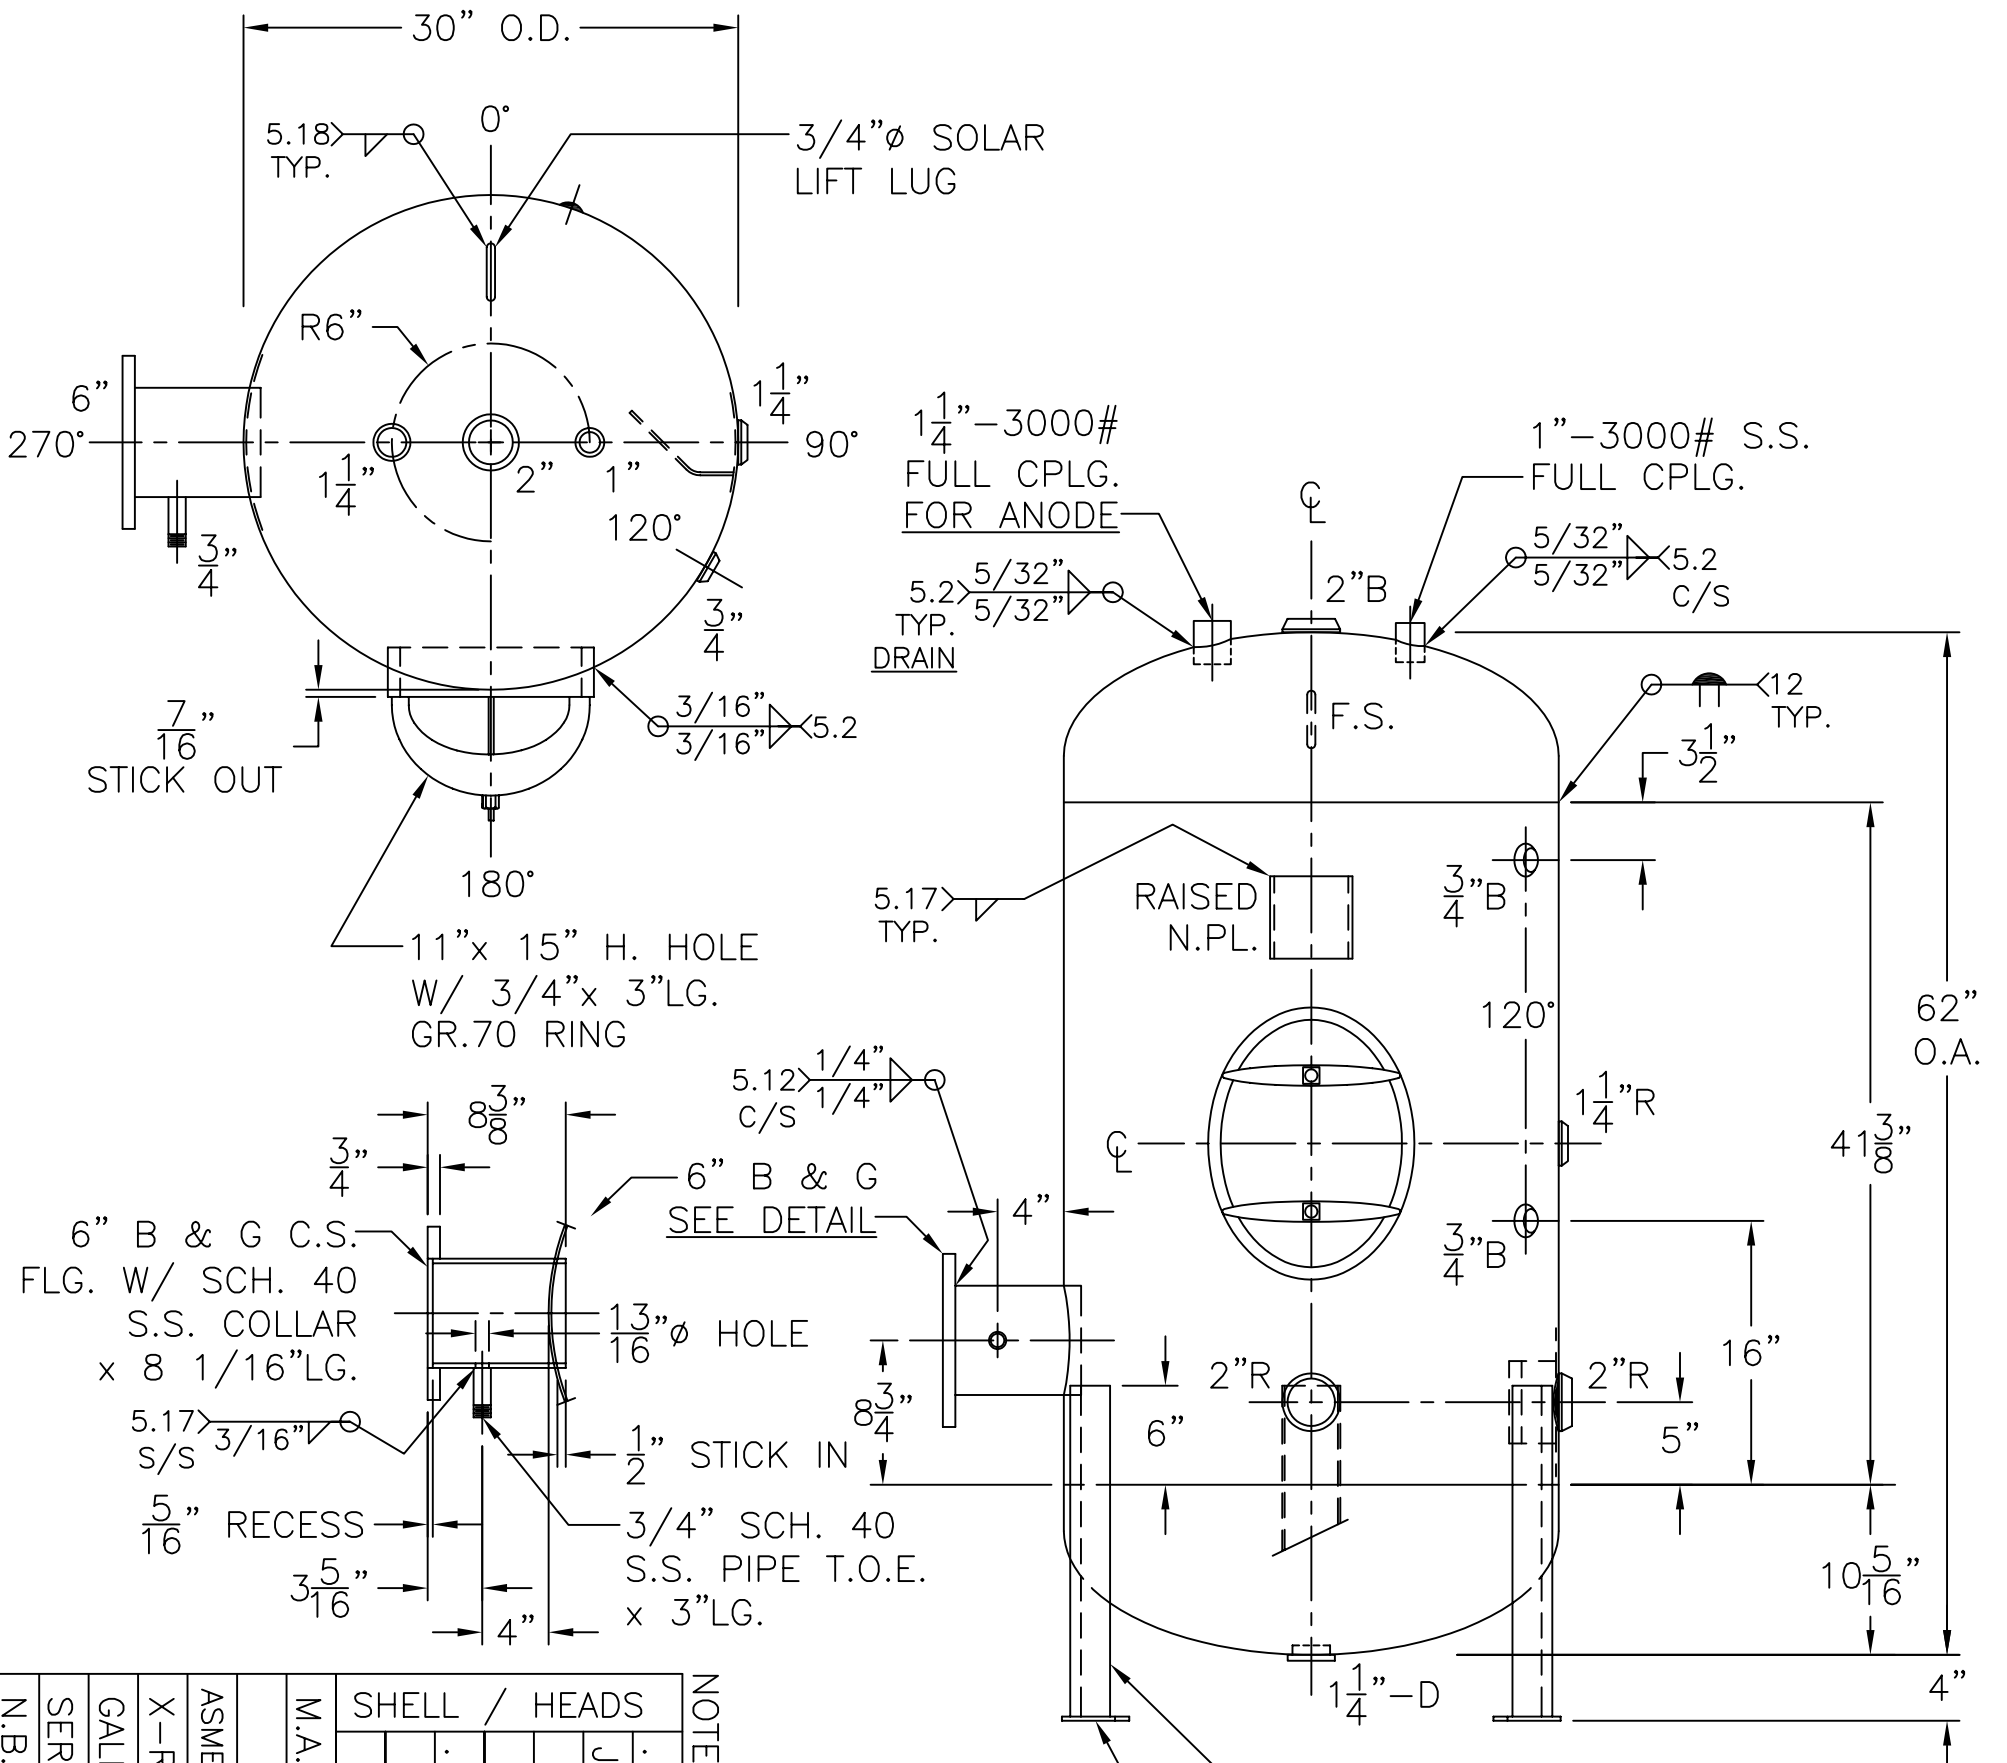 30" O.D.
0°
5.18
TYP.
3/4"ø SOLAR
LIFT LUG
R6"
6"
270°
1 1/4"
90°
1 1/4"
2"
1"
120°
3/4"
3/4"
7/16"
STICK OUT
3/16"
3/16"
5.2
180°
11"x 15" H. HOLE
W/ 3/4"x 3"LG.
GR.70 RING
1 1/4"-3000#
FULL CPLG.
FOR ANODE
1"-3000# S.S.
FULL CPLG.
℄
5/32"
5/32"
5.2
TYP.
DRAIN
2"B
5/32"
5/32"
5.2
C/S
F.S.
12
TYP.
3 1/2"
5.17
TYP.
RAISED
N.PL.
3/4"B
120°
62"
O.A.
5.12
C/S
1/4"
1/4"
1 1/4"R
℄
41 3/8"
8 3/8"
3/4"
6" B & G
SEE DETAIL
4"
3/4"B
6" B & G C.S.
FLG. W/ SCH. 40
S.S. COLLAR
x 8 1/16"LG.
13/16"ø HOLE
16"
8 3/4"
2"R
2"R
6"
5"
5.17
S/S
3/16"
1/2" STICK IN
5/16" RECESS
3/4" SCH. 40
S.S. PIPE T.O.E.
x 3"LG.
3 5/16"
4"
10 5/16"
1 1/4"-D
4"
NOTE
SHELL / HEADS
J
M.A.
ASME
X-R
GAL
SER
N.B.